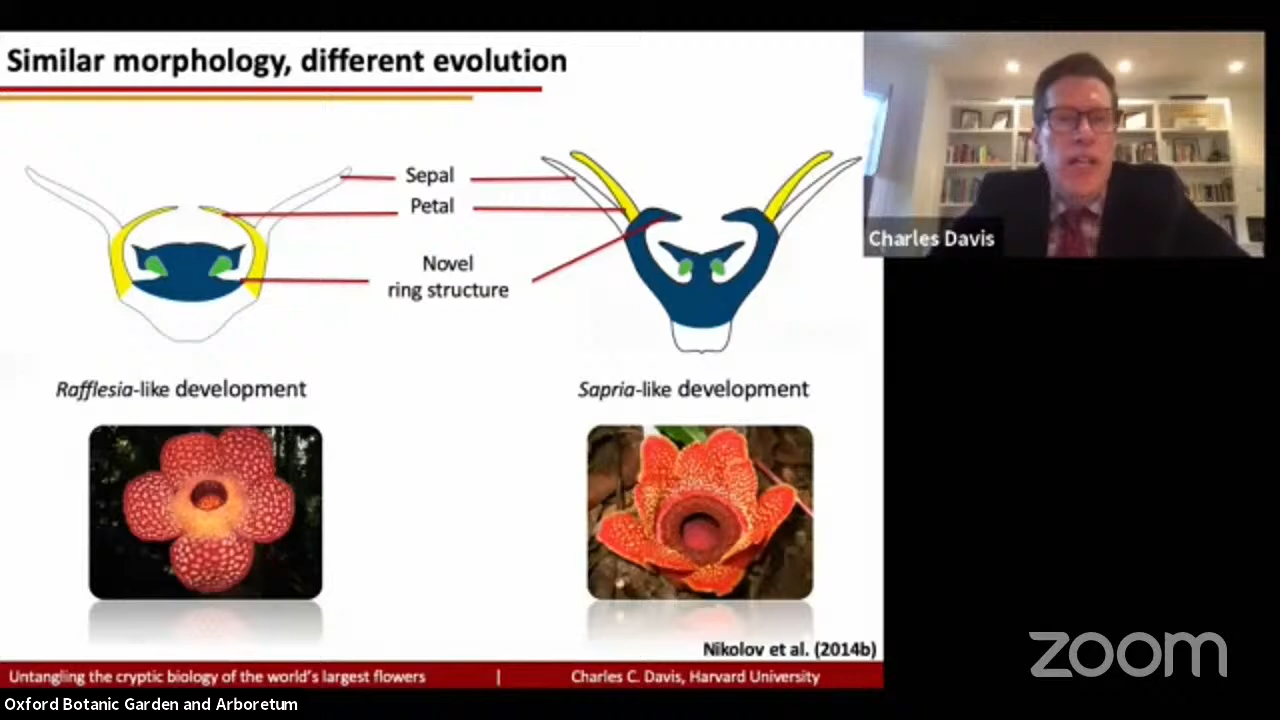 Similar morphology, different evolution
Sepal
Petal
Novel
ring structure
Rafflesia-like development
Sapria-like development
Nikolov et al. (2014b)
Untangling the cryptic biology of the world's largest flowers | Charles C. Davis, Harvard University
Charles Davis
zoom
Oxford Botanic Garden and Arboretum